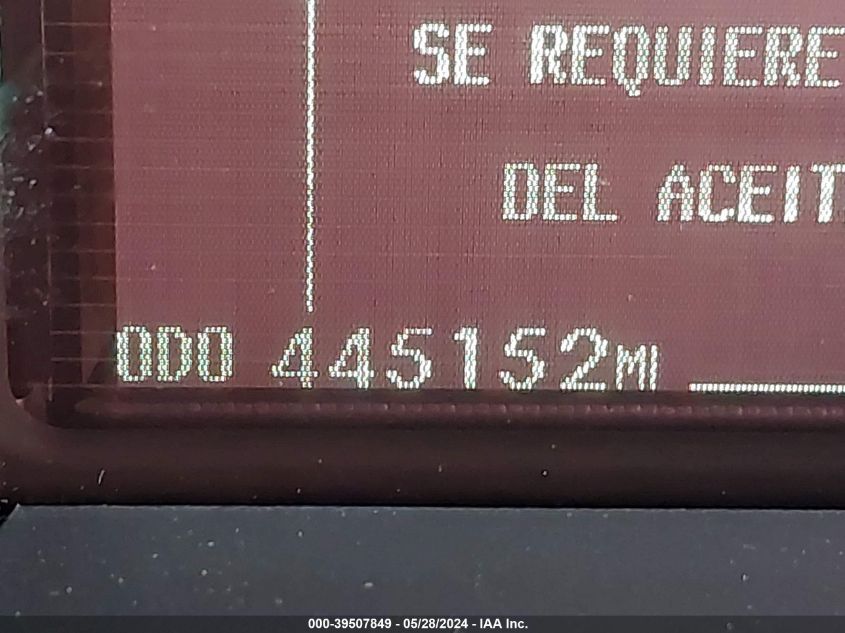 SE REQUIERE
DEL ACEIT
ODO 445152MI
000-39507849 - 05/28/2024 - IAA Inc.